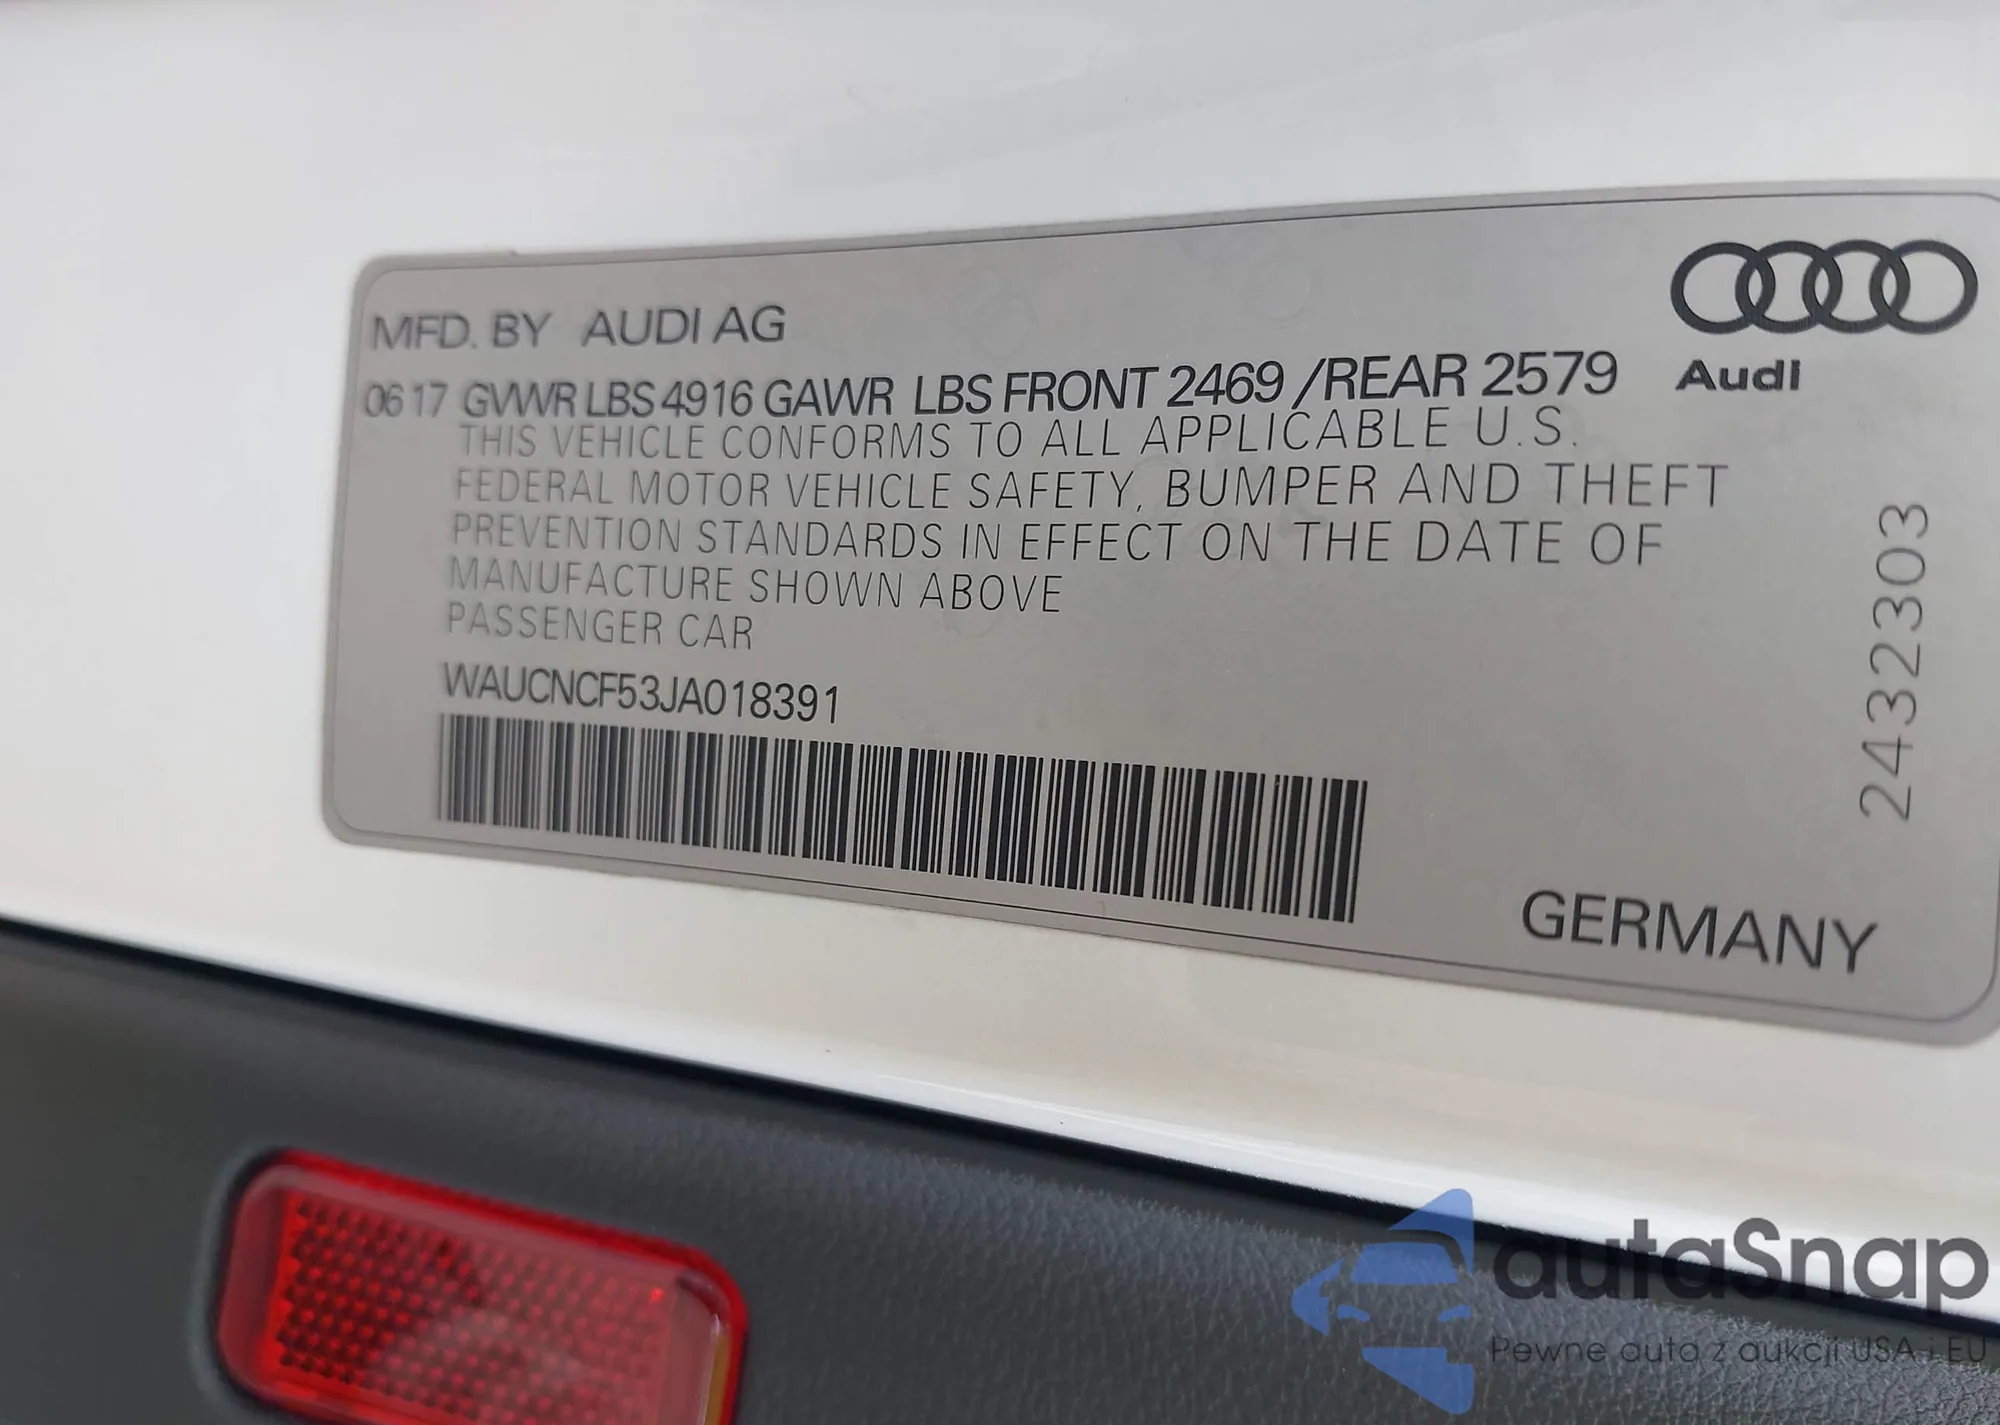 MFD. BY AUDI AG
Audi
06 17 GVWR LBS 4916 GAWR LBS FRONT 2469 /REAR 2579
THIS VEHICLE CONFORMS TO ALL APPLICABLE U.S.
FEDERAL MOTOR VEHICLE SAFETY, BUMPER AND THEFT
PREVENTION STANDARDS IN EFFECT ON THE DATE OF
MANUFACTURE SHOWN ABOVE
PASSENGER CAR
WAUCNCF53JA018391
2432303
GERMANY
autaSnap
Pewne auta z aukcji USA i EU